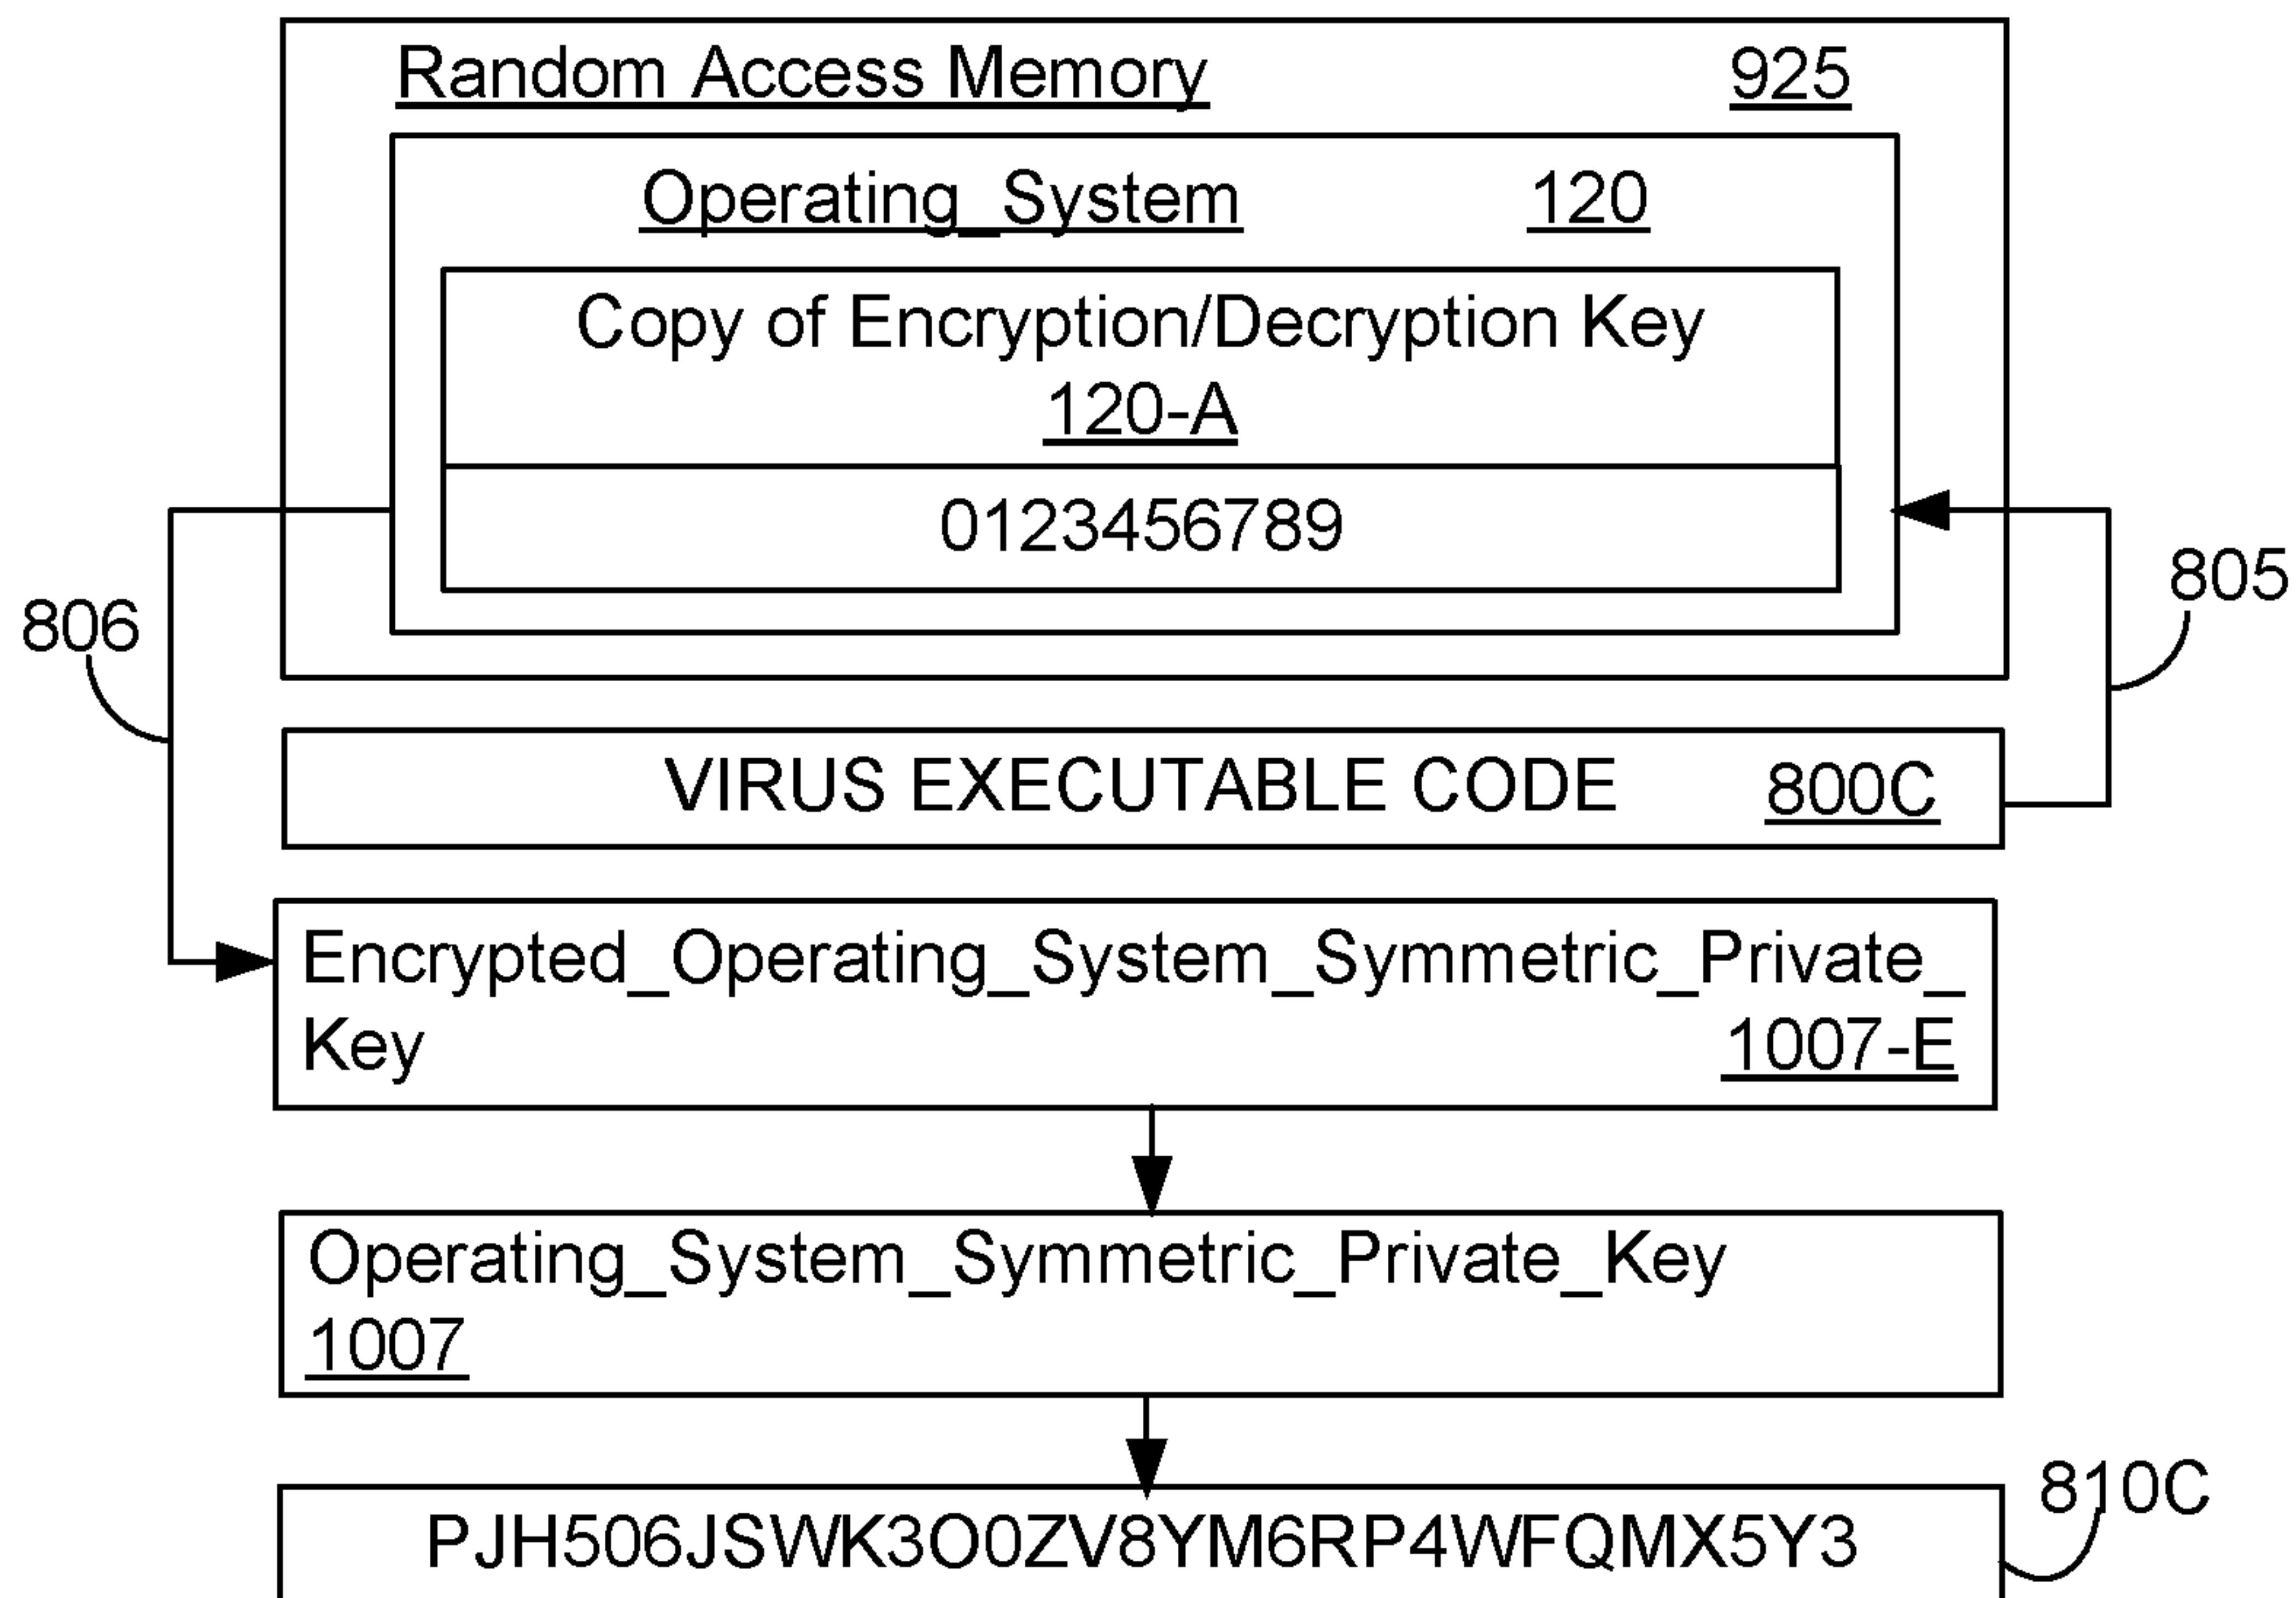 Random Access Memory 925
Operating_System 120
Copy of Encryption/Decryption Key
120-A
0123456789
805
806
VIRUS EXECUTABLE CODE 800C
Encrypted_Operating_System_Symmetric_Private_
Key 1007-E
Operating_System_Symmetric_Private_Key
1007
810C
PJH506JSWK3O0ZV8YM6RP4WFQMX5Y3